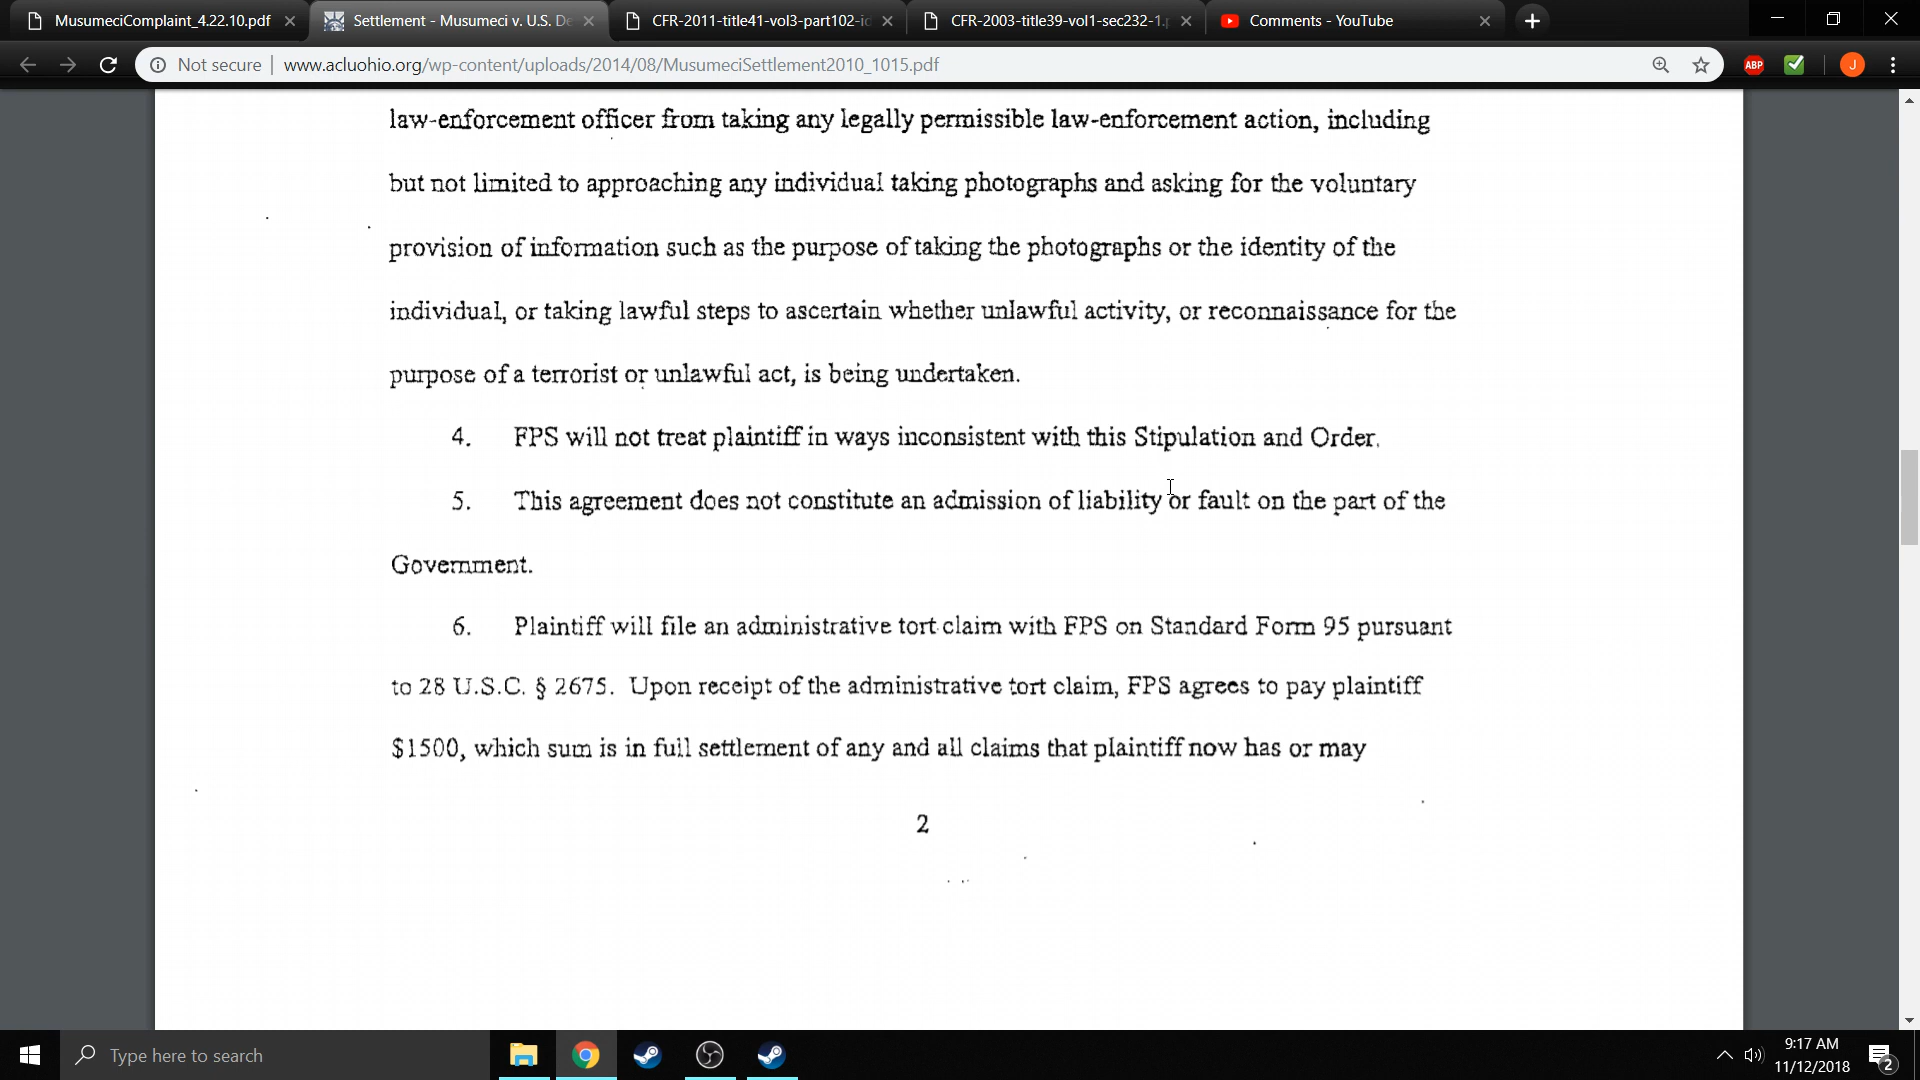 MusumeciComplaint_4.22.10.pdf
Settlement - Musumeci v. U.S. De
CFR-2011-title41-vol3-part102-id
CFR-2003-title39-vol1-sec232-1.p
Comments - YouTube
Not secure
www.acluohio.org/wp-content/uploads/2014/08/MusumeciSettlement2010_1015.pdf
ABP
J
law-enforcement officer from taking any legally permissible law-enforcement action, including
but not limited to approaching any individual taking photographs and asking for the voluntary
provision of information such as the purpose of taking the photographs or the identity of the
individual, or taking lawful steps to ascertain whether unlawful activity, or reconnaissance for the
purpose of a terrorist or unlawful act, is being undertaken.
4. FPS will not treat plaintiff in ways inconsistent with this Stipulation and Order.
5. This agreement does not constitute an admission of liability or fault on the part of the
Government.
6. Plaintiff will file an administrative tort claim with FPS on Standard Form 95 pursuant
to 28 U.S.C. § 2675. Upon receipt of the administrative tort claim, FPS agrees to pay plaintiff
$1500, which sum is in full settlement of any and all claims that plaintiff now has or may
2
Type here to search
9:17 AM
11/12/2018
2